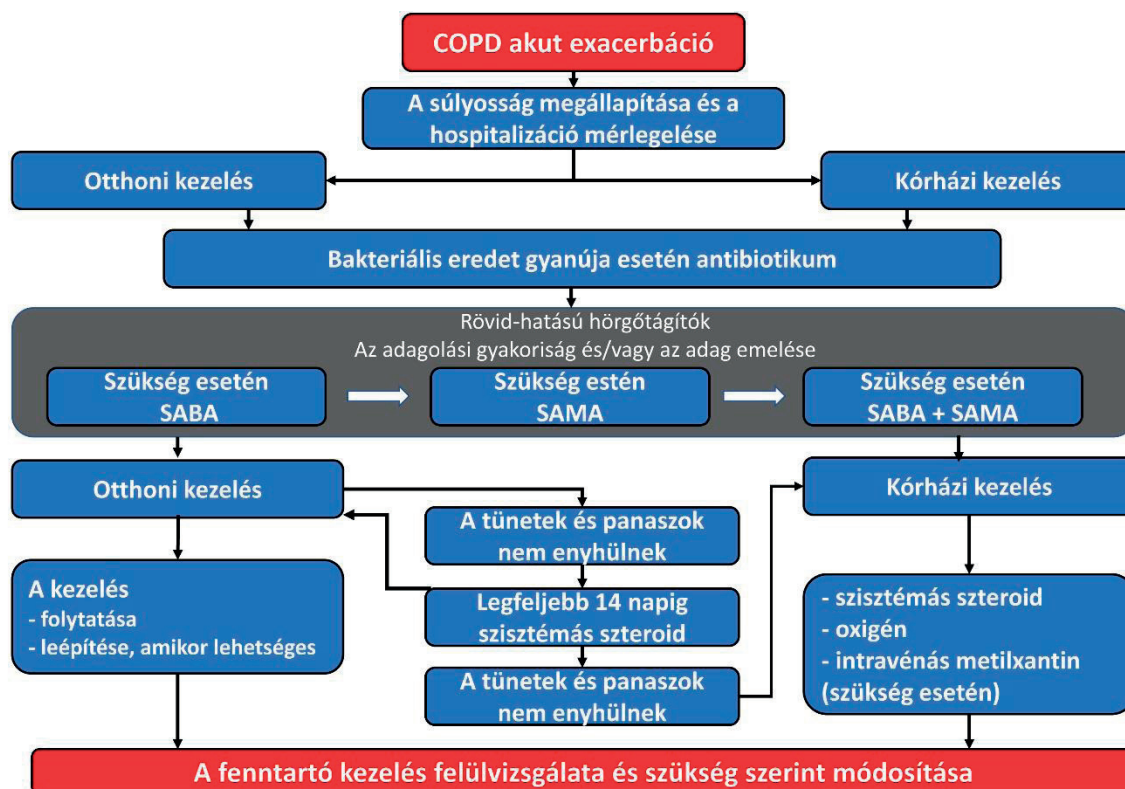 COPD akut exacerbáció
A súlyosság megállapítása és a
hospitalizáció mérlegelése
Otthoni kezelés
Kórházi kezelés
Bakteriális eredet gyanúja esetén antibiotikum
Rövid-hatású hörgőtágítók
Az adagolási gyakoriság és/vagy az adag emelése
Szükség esetén
SABA
Szükség estén
SAMA
Szükség esetén
SABA + SAMA
Otthoni kezelés
Kórházi kezelés
A tünetek és panaszok
nem enyhülnek
A kezelés
- folytatása
- leépítése, amikor lehetséges
Legfeljebb 14 napig
szisztémás szteroid
A tünetek és panaszok
nem enyhülnek
- szisztémás szteroid
- oxigén
- intravénás metilxantin
(szükség esetén)
A fenntartó kezelés felülvizsgálata és szükség szerint módosítása